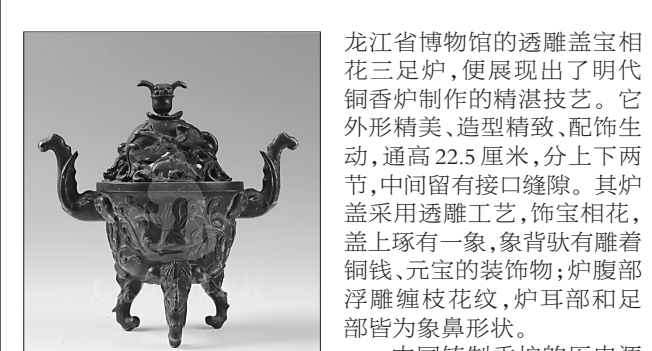 龙江省博物馆的透雕盖宝相
花三足炉,便展现出了明代
铜香炉制作的精湛技艺。它
外形精美、造型精致、配饰生
动,通高22.5厘米,分上下两
节,中间留有接口缝隙。其炉
盖采用透雕工艺,饰宝相花,
盖上琢有一象,象背驮有雕着
铜钱、元宝的装饰物;炉腹部
浮雕缠枝花纹,炉耳部和足
部皆为象鼻形状。